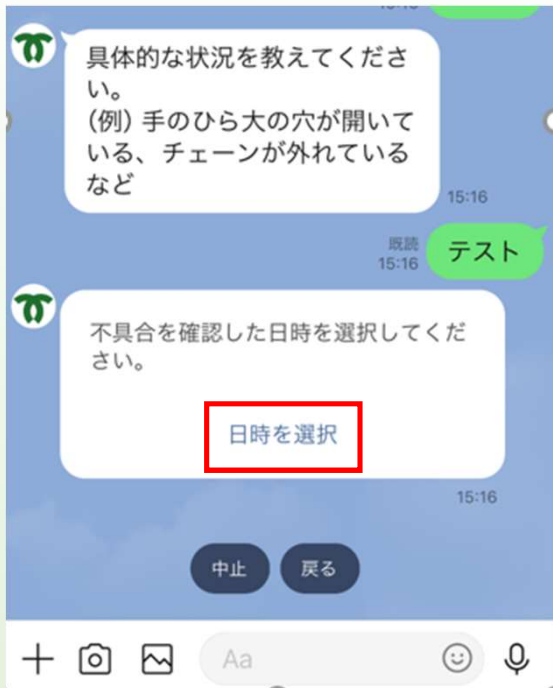 具体的な状況を教えてくださ
い。
(例) 手のひら大の穴が開いて
いる、チェーンが外れている
など
15:16
既読
15:16
テスト
不具合を確認した日時を選択してくだ
さい。
日時を選択
15:16
中止
戻る
Aa